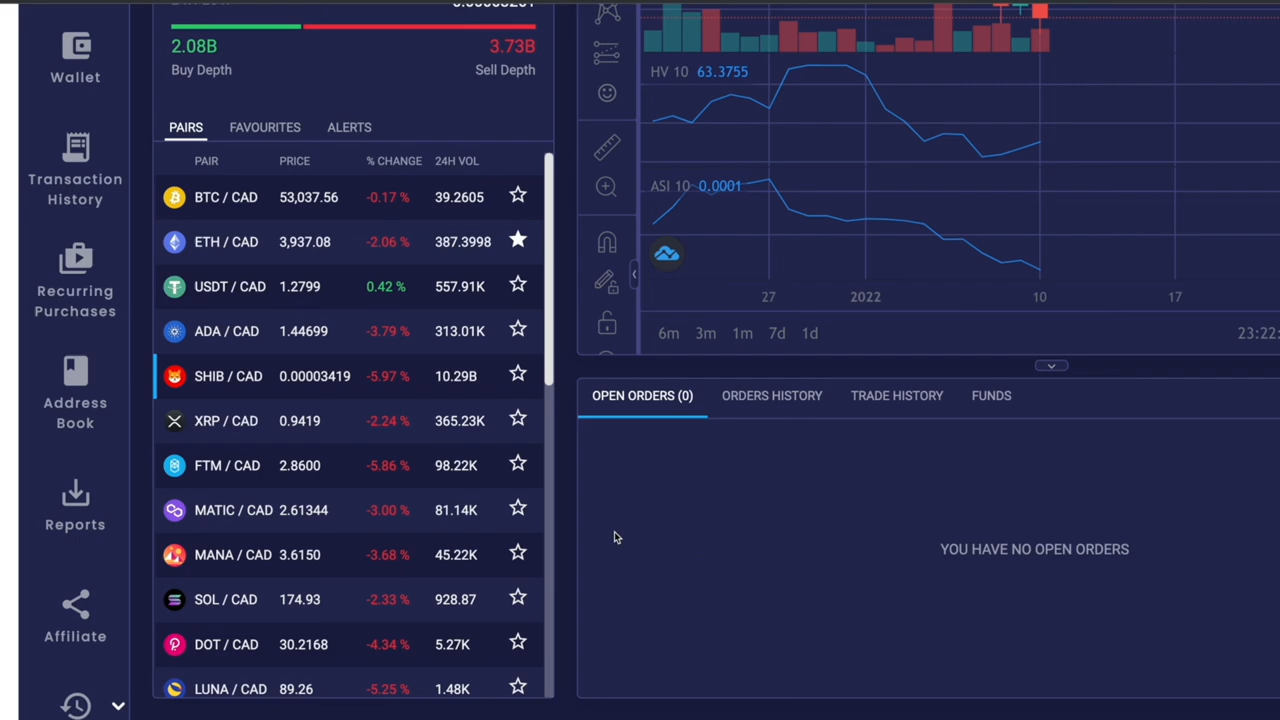 Wallet
Transaction
History
Recurring
Purchases
Address
Book
Reports
Affiliate
2.08B 3.73B
Buy Depth Sell Depth
PAIRS FAVOURITES ALERTS
PAIR PRICE % CHANGE 24H VOL
BTC / CAD 53,037.56 -0.17 % 39.2605
ETH / CAD 3,937.08 -2.06 % 387.3998
USDT / CAD 1.2799 0.42 % 557.91K
ADA / CAD 1.44699 -3.79 % 313.01K
SHIB / CAD 0.00003419 -5.97 % 10.29B
XRP / CAD 0.9419 -2.24 % 365.23K
FTM / CAD 2.8600 -5.86 % 98.22K
MATIC / CAD 2.61344 -3.00 % 81.14K
MANA / CAD 3.6150 -3.68 % 45.22K
SOL / CAD 174.93 -2.33 % 928.87
DOT / CAD 30.2168 -4.34 % 5.27K
LUNA / CAD 89.26 -5.25 % 1.48K
HV 10 63.3755
ASI 10 0.0001
27 2022 10 17
6m 3m 1m 7d 1d 23:22:
OPEN ORDERS (0) ORDERS HISTORY TRADE HISTORY FUNDS
YOU HAVE NO OPEN ORDERS